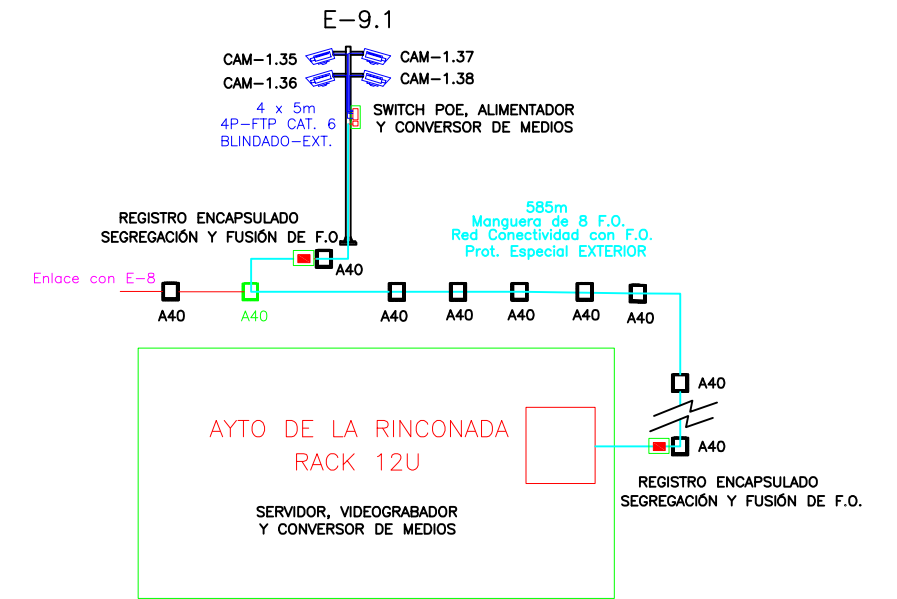 E-9.1
CAM-1.35
CAM-1.37
CAM-1.36
CAM-1.38
4 x 5m
4P-FTP CAT. 6
BLINDADO-EXT.
SWITCH POE, ALIMENTADOR
Y CONVERSOR DE MEDIOS
REGISTRO ENCAPSULADO
SEGREGACIÓN Y FUSIÓN DE F.O.
A40
585m
Manguera de 8 F.O.
Red Conectividad con F.O.
Prot. Especial EXTERIOR
Enlace con E-8
A40
A40
A40
A40
A40
A40
A40
A40
A40
AYTO DE LA RINCONADA
RACK 12U
SERVIDOR, VIDEOGRABADOR
Y CONVERSOR DE MEDIOS
REGISTRO ENCAPSULADO
SEGREGACIÓN Y FUSIÓN DE F.O.